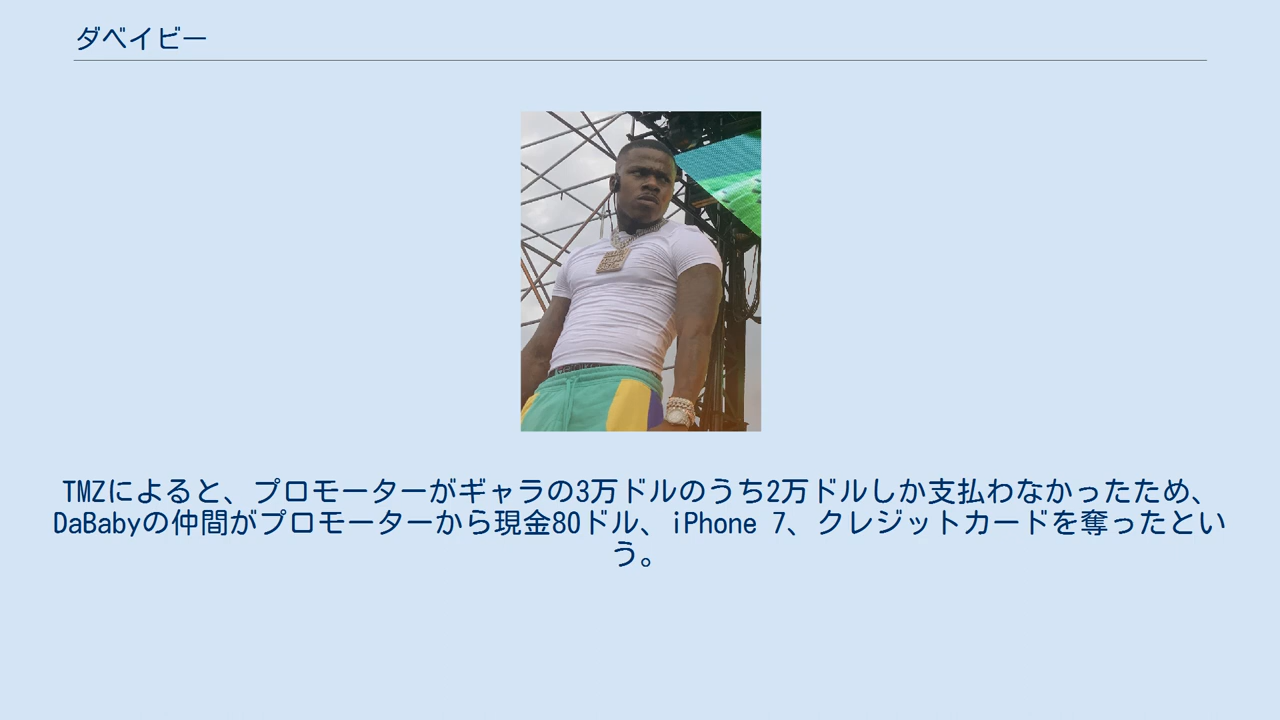 ダベイビー
TMZによると、プロモーターがギャラの3万ドルのうち2万ドルしか支払わなかったため、
DaBabyの仲間がプロモーターから現金80ドル、iPhone 7、クレジットカードを奪ったとい
う。